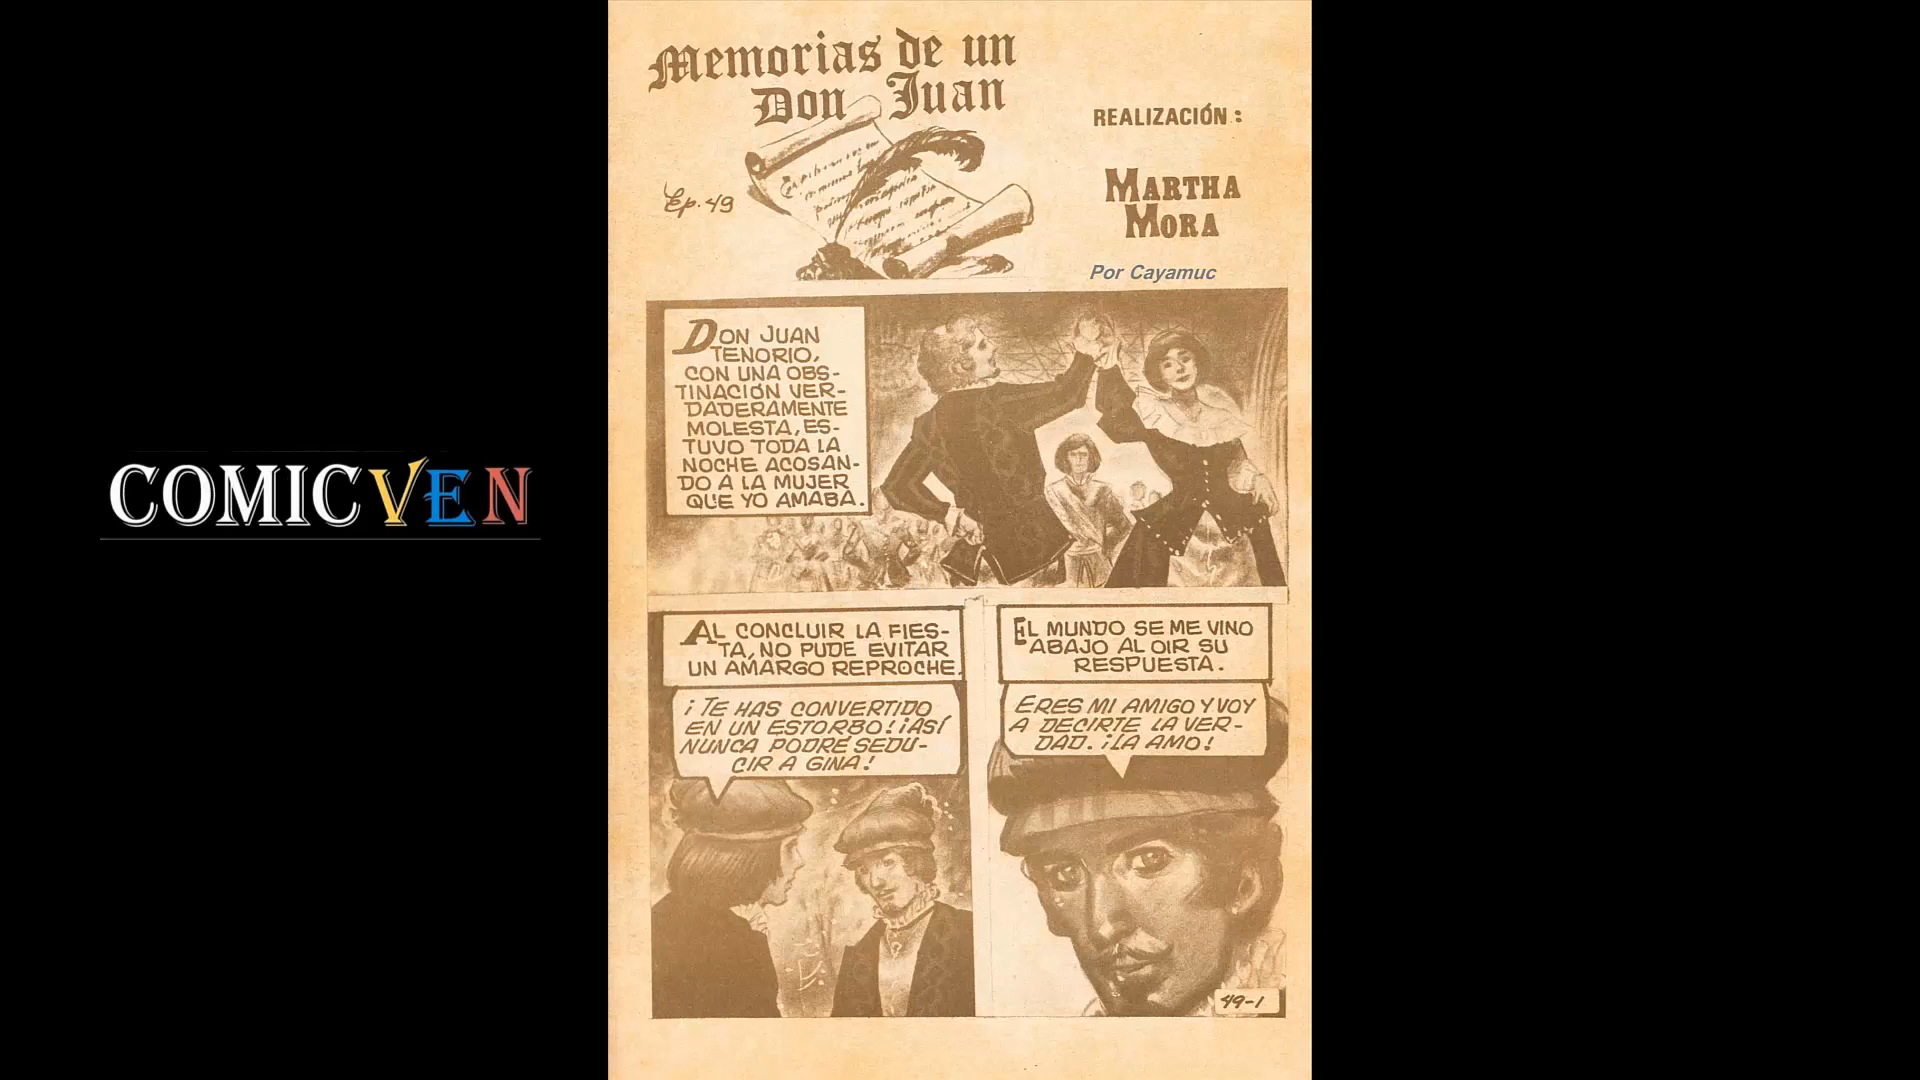 COMICVEN
Memorias de un
Don Juan
REALIZACIÓN:
MARTHA
MORA
Ep. 49
Por Cayamuc
DON JUAN
TENORIO,
CON UNA OBS-
TINACIÓN VER-
DADERAMENTE
MOLESTA, ES-
TUVO TODA LA
NOCHE ACOSAN-
DO A LA MUJER
QUE YO AMABA.
AL CONCLUIR LA FIES-
TA, NO PUDE EVITAR
UN AMARGO REPROCHE.
¡TE HAS CONVERTIDO
EN UN ESTORBO! ¡ASÍ
NUNCA PODRÉ SEDU-
CIR A GINA!
EL MUNDO SE ME VINO
ABAJO AL OIR SU
RESPUESTA.
ERES MI AMIGO Y VOY
A DECIRTE LA VER-
DAD. ¡LA AMO!
49-1